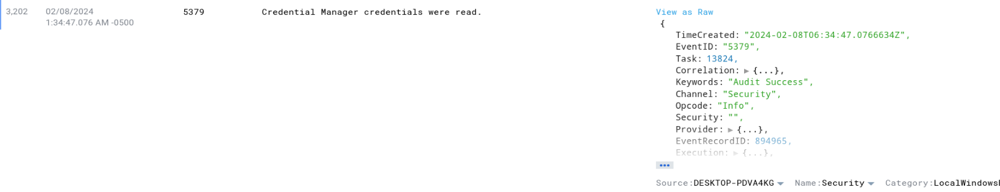 3,202 02/08/2024 5379 Credential Manager credentials were read. View as Raw
1:34:47.076 AM -0500 {
TimeCreated: "2024-02-08T06:34:47.0766634Z",
EventID: "5379",
Task: 13824,
Correlation: ▶ {...},
Keywords: "Audit Success",
Channel: "Security",
Opcode: "Info",
Security: "",
Provider: ▶ {...},
EventRecordID: 894965,
Execution: ▶ {...},
•••
Source:DESKTOP-PDVA4KG Name:Security Category:LocalWindows